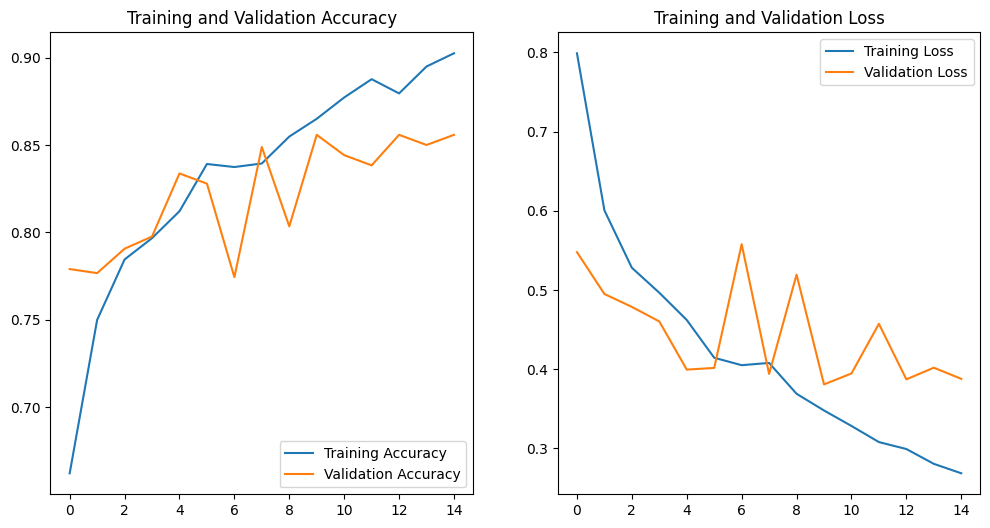 Training and Validation Accuracy
0.90
0.85
0.80
0.75
0.70
Training Accuracy
Validation Accuracy
0 2 4 6 8 10 12 14
Training and Validation Loss
0.8
0.7
0.6
0.5
0.4
0.3
Training Loss
Validation Loss
0 2 4 6 8 10 12 14